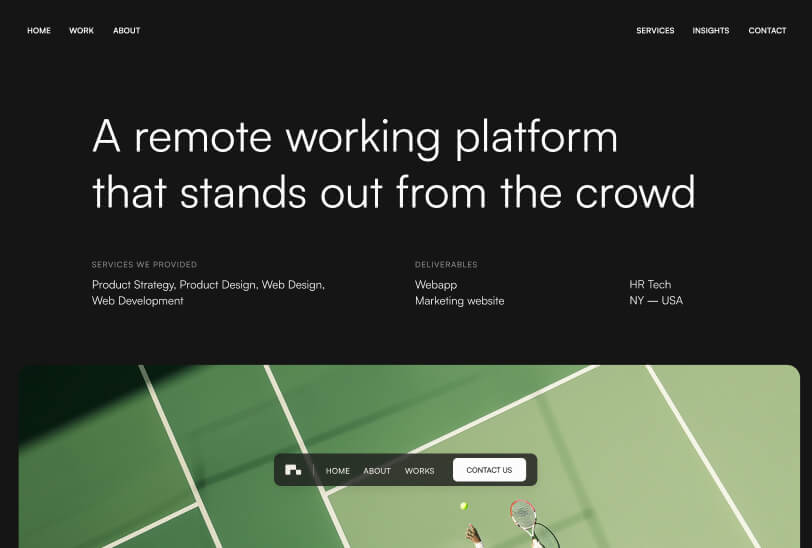 HOME WORK ABOUT SERVICES INSIGHTS CONTACT
A remote working platform
that stands out from the crowd
SERVICES WE PROVIDED
Product Strategy, Product Design, Web Design,
Web Development
DELIVERABLES
Webapp
Marketing website
HR Tech
NY — USA
HOME ABOUT WORKS CONTACT US